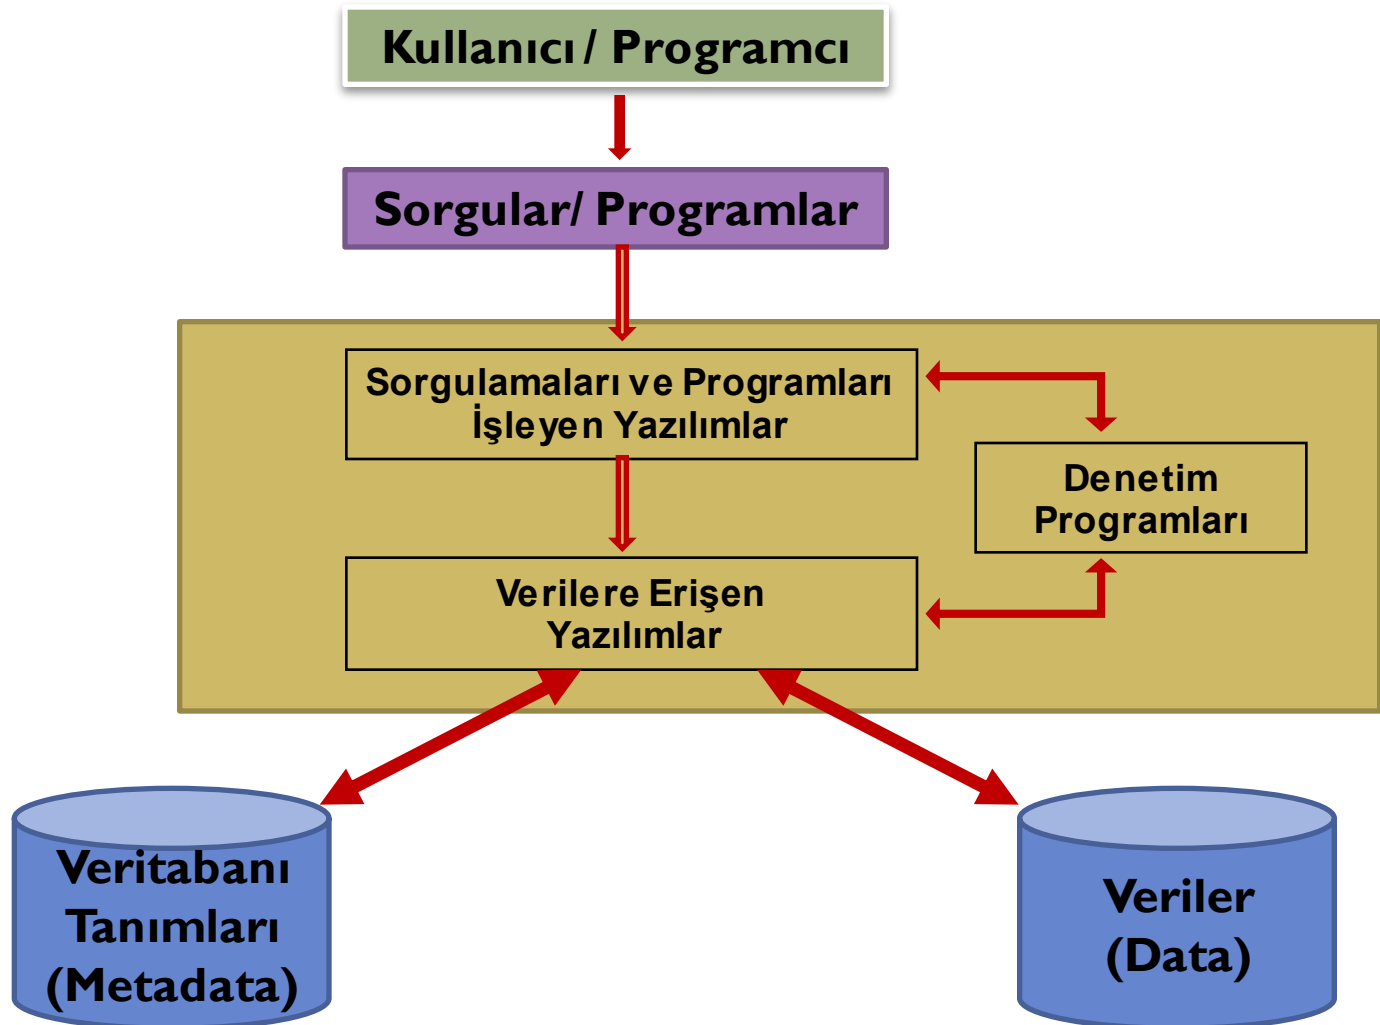 Kullanıcı / Programcı
Sorgular/ Programlar
Sorgulamaları ve Programları
İşleyen Yazılımlar
Denetim
Programları
Verilere Erişen
Yazılımlar
Veritabanı
Tanımları
(Metadata)
Veriler
(Data)